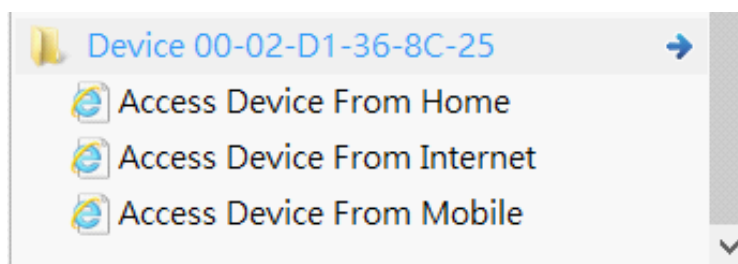 Device 00-02-D1-36-8C-25
Access Device From Home
Access Device From Internet
Access Device From Mobile